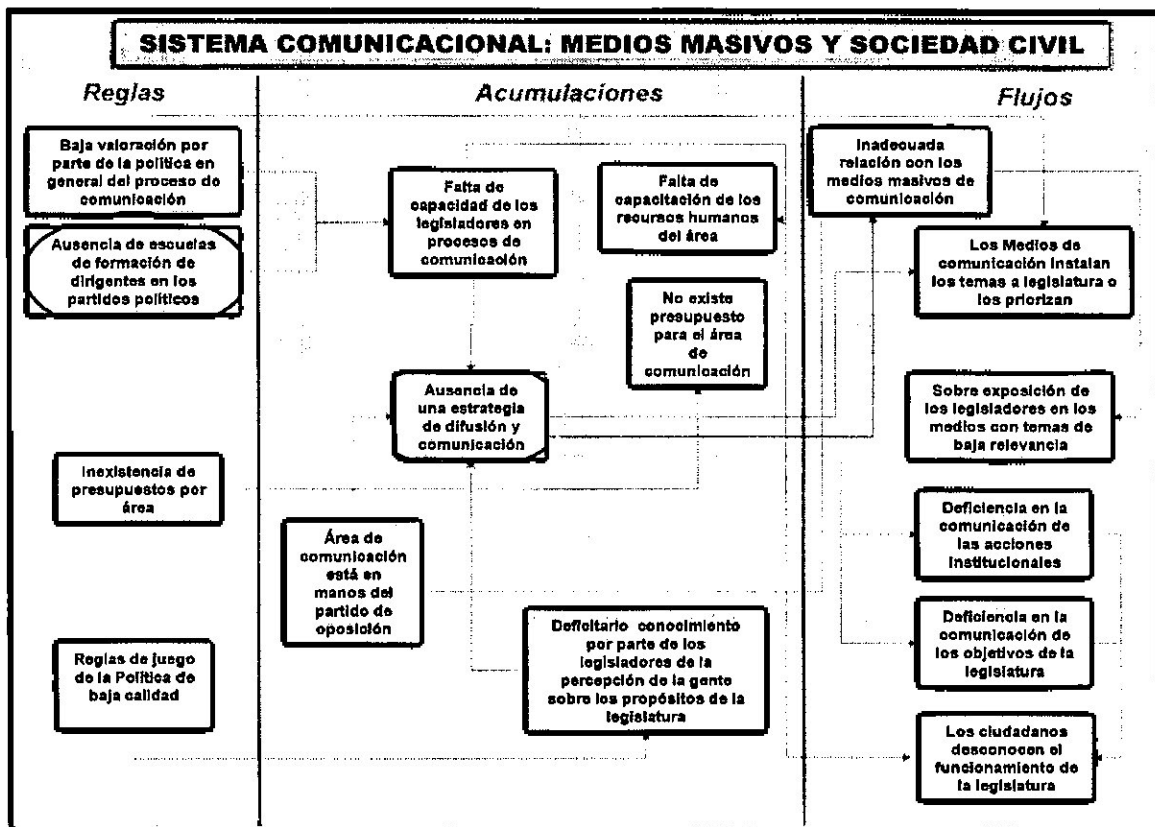 SISTEMA COMUNICACIONAL: MEDIOS MASIVOS Y SOCIEDAD CIVIL
Reglas
Baja valoración por
parte de la política en
general del proceso de
comunicación
Ausencia de escuelas
de formación de
dirigentes en los
partidos políticos
Inexistencia de
presupuestos por
área
Reglas de juego
de la Política de
baja calidad
Acumulaciones
Falta de
capacidad de los
legisladores en
procesos de
comunicación
Falta de
capacitación de los
recursos humanos
del área
No existe
presupuesto
para el área
de
comunicación
Ausencia de
una estrategia
de difusión y
comunicación
Área de
comunicación
está en
manos del
partido de
oposición
Deficitario conocimiento
por parte de los
legisladores de la
percepción de la gente
sobre los propósitos de la
legislatura
Flujos
Inadecuada
relación con los
medios masivos de
comunicación
Los Medios de
comunicación instalan
los temas a legislatura o
los priorizan
Sobre exposición de
los legisladores en los
medios con temas de
baja relevancia
Deficiencia en la
comunicación de
las acciones
institucionales
Deficiencia en la
comunicación de
los objetivos de la
legislatura
Los ciudadanos
desconocen el
funcionamiento de
la legislatura